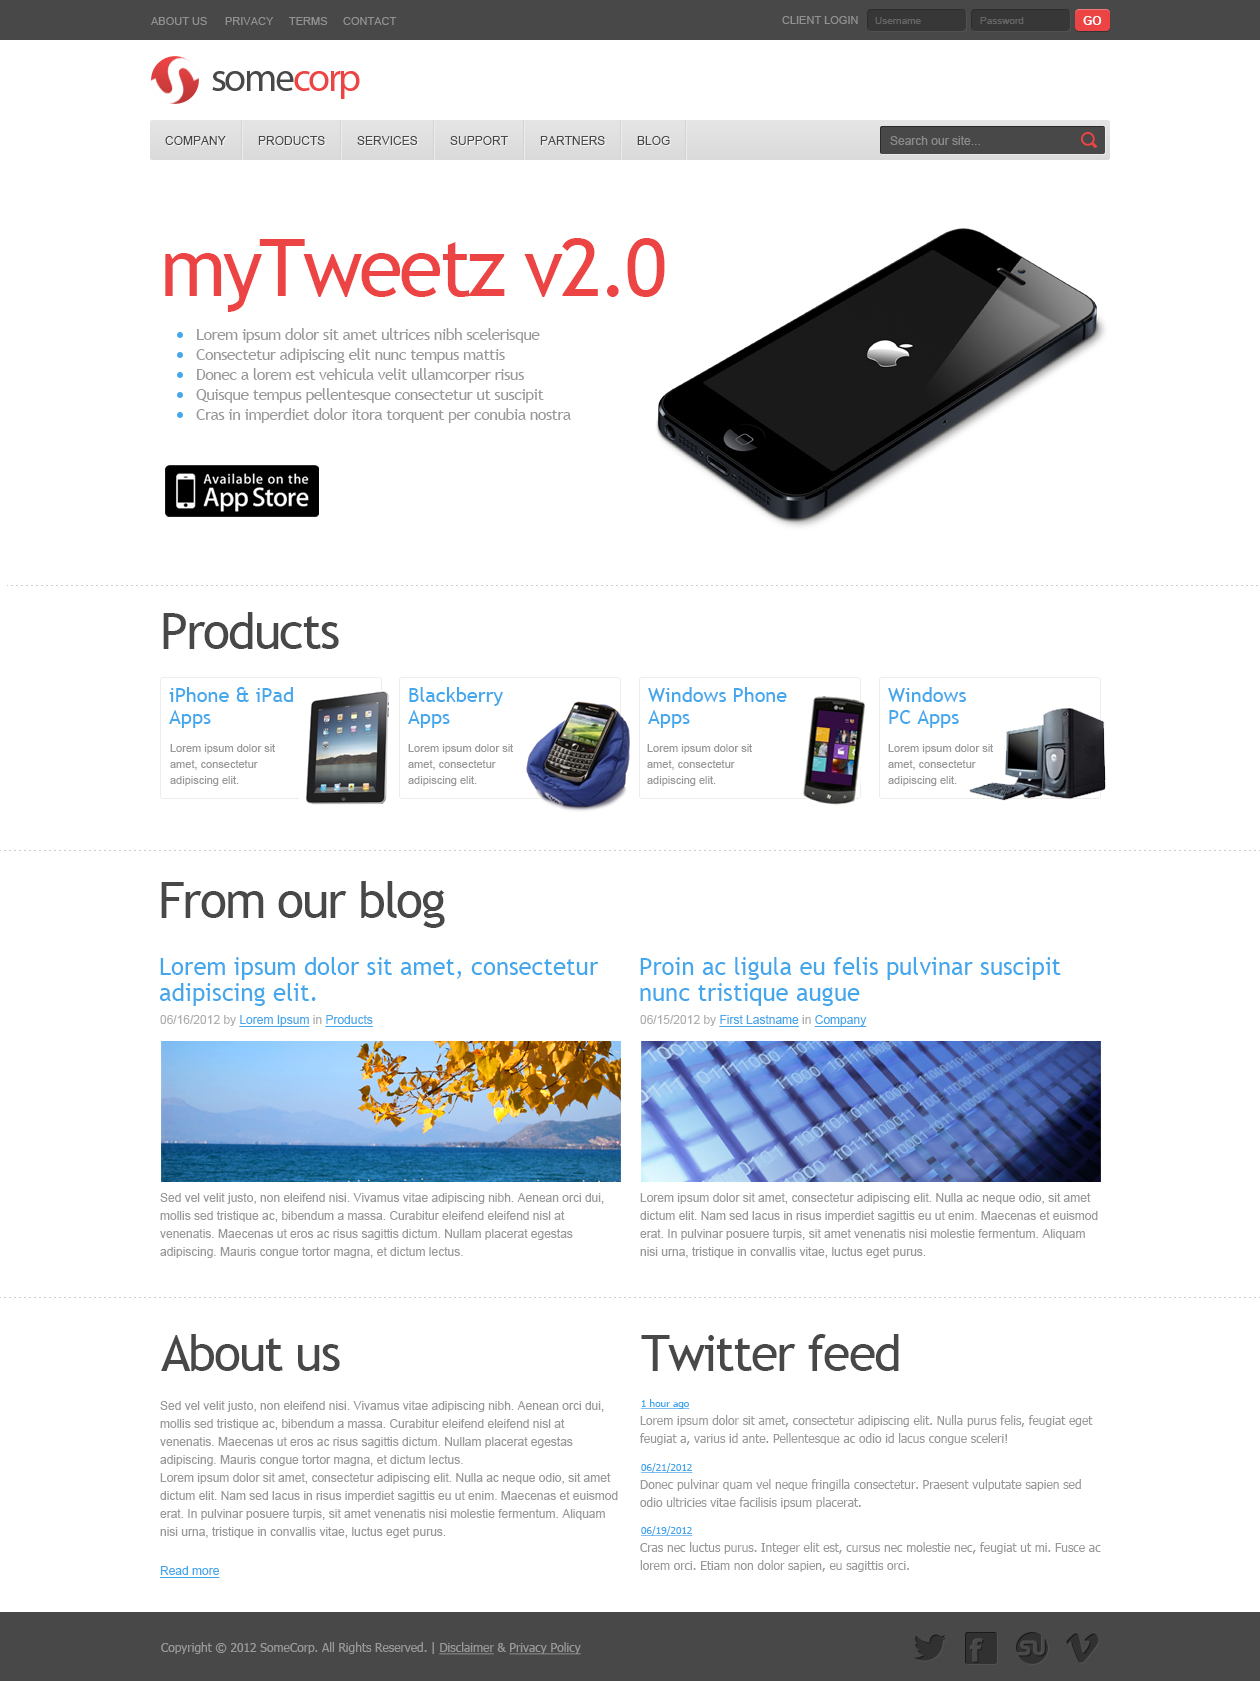 ABOUT US PRIVACY TERMS CONTACT CLIENT LOGIN Username Password GO
somecorp
COMPANY PRODUCTS SERVICES SUPPORT PARTNERS BLOG Search our site...
myTweetz v2.0
Lorem ipsum dolor sit amet ultrices nibh scelerisque
Consectetur adipiscing elit nunc tempus mattis
Donec a lorem est vehicula velit ullamcorper risus
Quisque tempus pellentesque consectetur ut suscipit
Cras in imperdiet dolor itora torquent per conubia nostra
Available on the
App Store
Products
iPhone & iPad
Apps
Lorem ipsum dolor sit
amet, consectetur
adipiscing elit.
Blackberry
Apps
Lorem ipsum dolor sit
amet, consectetur
adipiscing elit.
Windows Phone
Apps
Lorem ipsum dolor sit
amet, consectetur
adipiscing elit.
Windows
PC Apps
Lorem ipsum dolor sit
amet, consectetur
adipiscing elit.
From our blog
Lorem ipsum dolor sit amet, consectetur
adipiscing elit.
06/16/2012 by Lorem Ipsum in Products
Sed vel velit justo, non eleifend nisi. Vivamus vitae adipiscing nibh. Aenean orci dui,
mollis sed tristique ac, bibendum a massa. Curabitur eleifend eleifend nisl at
venenatis. Maecenas ut eros ac risus sagittis dictum. Nullam placerat egestas
adipiscing. Mauris congue tortor magna, et dictum lectus.
Proin ac ligula eu felis pulvinar suscipit
nunc tristique augue
06/15/2012 by First Lastname in Company
Lorem ipsum dolor sit amet, consectetur adipiscing elit. Nulla ac neque odio, sit amet
dictum elit. Nam sed lacus in risus imperdiet sagittis eu ut enim. Maecenas et euismod
erat. In pulvinar posuere turpis, sit amet venenatis nisi molestie fermentum. Aliquam
nisi urna, tristique in convallis vitae, luctus eget purus.
About us
Sed vel velit justo, non eleifend nisi. Vivamus vitae adipiscing nibh. Aenean orci dui,
mollis sed tristique ac, bibendum a massa. Curabitur eleifend eleifend nisl at
venenatis. Maecenas ut eros ac risus sagittis dictum. Nullam placerat egestas
adipiscing. Mauris congue tortor magna, et dictum lectus.
Lorem ipsum dolor sit amet, consectetur adipiscing elit. Nulla ac neque odio, sit amet
dictum elit. Nam sed lacus in risus imperdiet sagittis eu ut enim. Maecenas et euismod
erat. In pulvinar posuere turpis, sit amet venenatis nisi molestie fermentum. Aliquam
nisi urna, tristique in convallis vitae, luctus eget purus.
Read more
Twitter feed
1 hour ago
Lorem ipsum dolor sit amet, consectetur adipiscing elit. Nulla purus felis, feugiat eget
feugiat a, varius id ante. Pellentesque ac odio id lacus congue sceleri!
06/21/2012
Donec pulvinar quam vel neque fringilla consectetur. Praesent vulputate sapien sed
odio ultricies vitae facilisis ipsum placerat.
06/19/2012
Cras nec luctus purus. Integer elit est, cursus nec molestie nec, feugiat ut mi. Fusce ac
lorem orci. Etiam non dolor sapien, eu sagittis orci.
Copyright © 2012 SomeCorp. All Rights Reserved. | Disclaimer & Privacy Policy